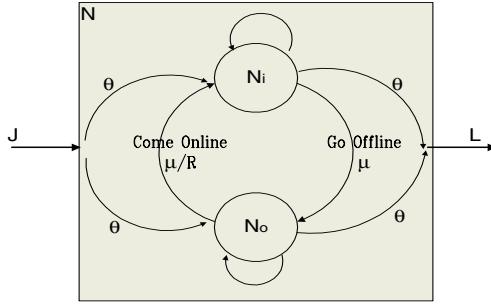 N
Ni
θ
θ
J
Come Online
μ/R
Go Offline
μ
L
θ
No
θ